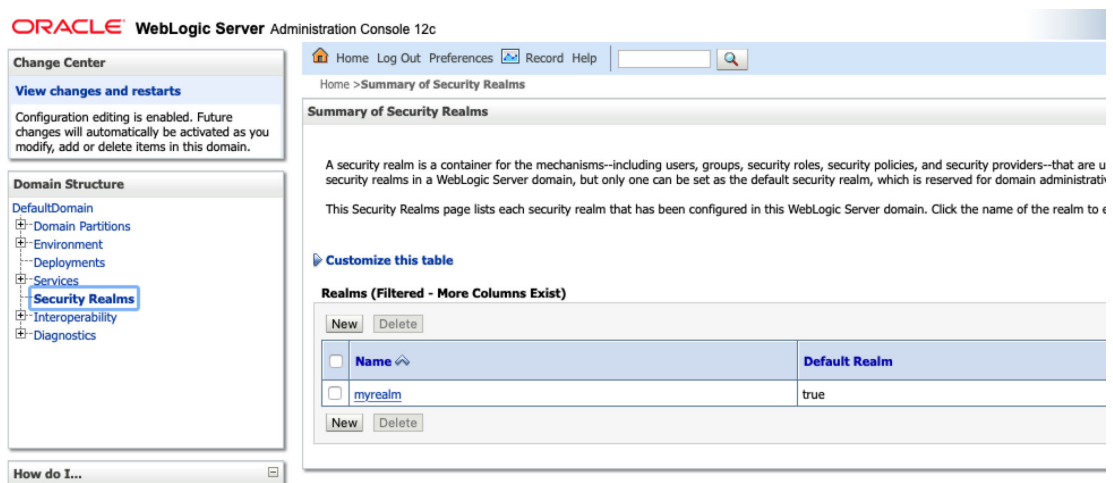 ORACLE WebLogic Server Administration Console 12c
Change Center
View changes and restarts
Configuration editing is enabled. Future
changes will automatically be activated as you
modify, add or delete items in this domain.
Domain Structure
DefaultDomain
Domain Partitions
Environment
Deployments
Services
Security Realms
Interoperability
Diagnostics
How do I...
Home Log Out Preferences Record Help
Home >Summary of Security Realms
Summary of Security Realms
A security realm is a container for the mechanisms--including users, groups, security roles, security policies, and security providers--that are u
security realms in a WebLogic Server domain, but only one can be set as the default security realm, which is reserved for domain administrativ
This Security Realms page lists each security realm that has been configured in this WebLogic Server domain. Click the name of the realm to e
Customize this table
Realms (Filtered - More Columns Exist)
New Delete
Name Default Realm
myrealm true
New Delete